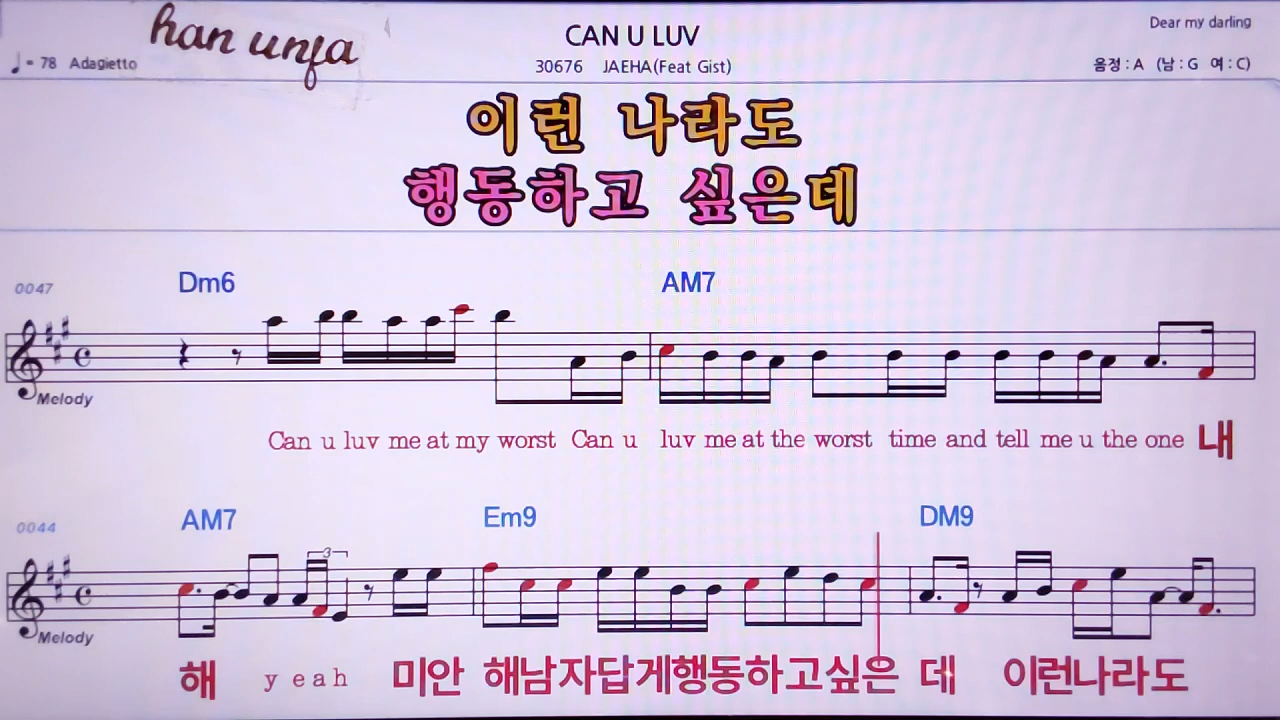 han unja
CAN U LUV
Dear my darling
♩= 78 Adagietto
30676 JAEHA(Feat Gist)
음정 : A (남 : G 여 : C)
이런 나라도
행동하고 싶은데
0047 Dm6 AM7
Melody
Can u luv me at my worst Can u luv me at the worst time and tell me u the one 내
0044 AM7 Em9 DM9
3
Melody
해 yeah 미안 해남자답게행동하고싶은 데 이런나라도